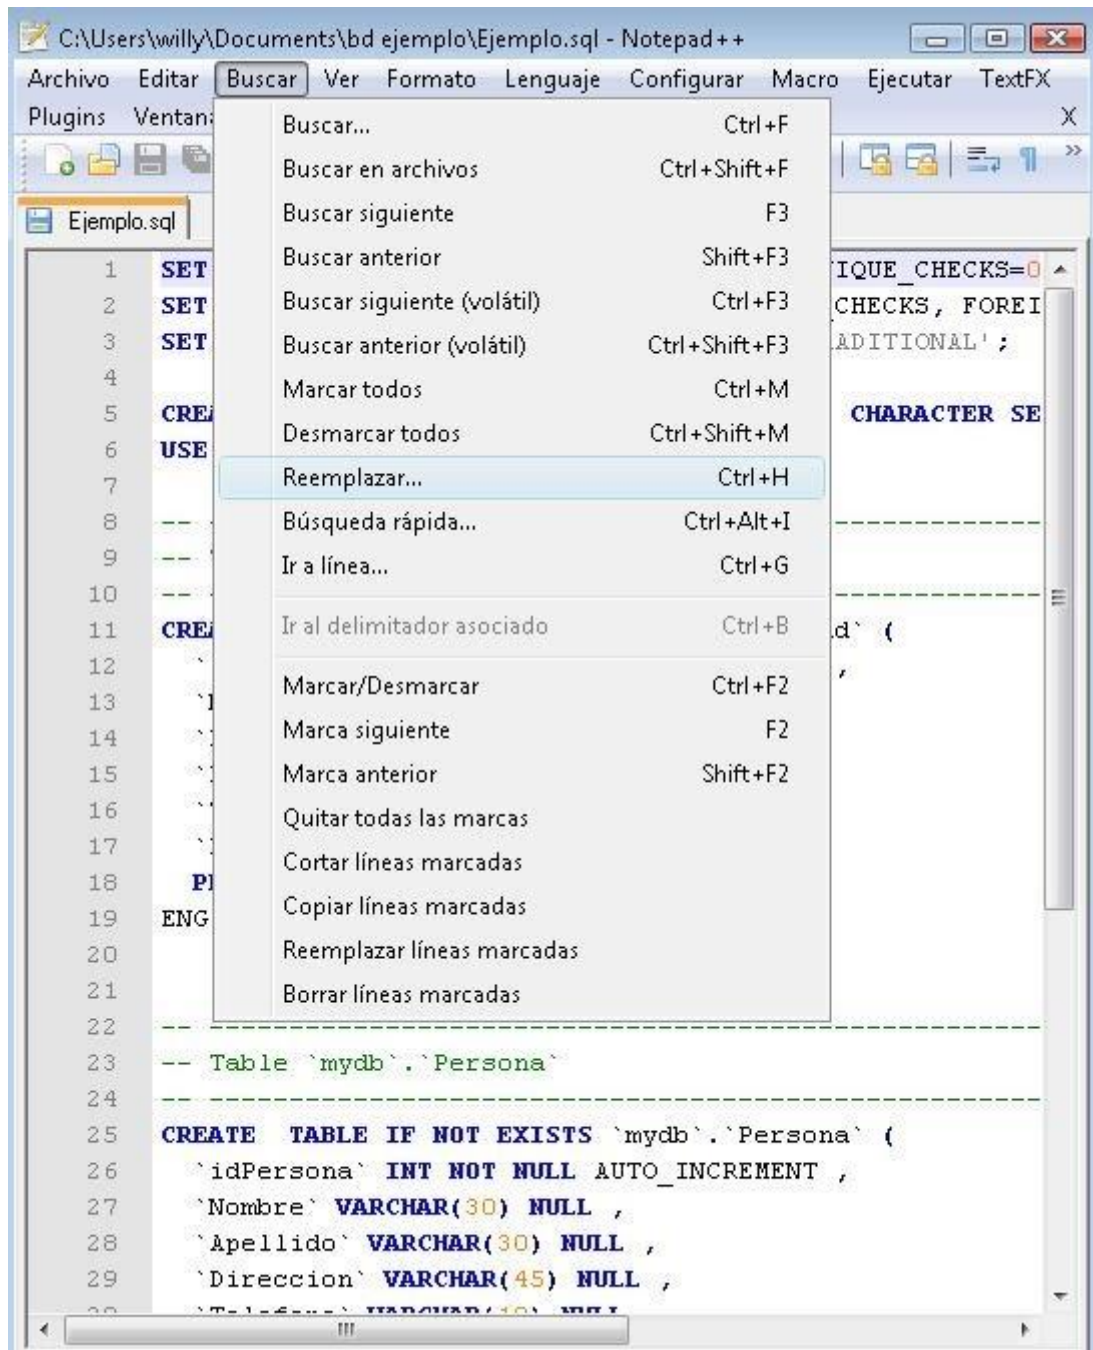 C:\Users\willy\Documents\bd ejemplo\Ejemplo.sql - Notepad++
Archivo Editar Buscar Ver Formato Lenguaje Configurar Macro Ejecutar TextFX
Plugins X
Ejemplo.sql
Buscar... Ctrl+F
Buscar en archivos Ctrl+Shift+F
Buscar siguiente F3
Buscar anterior Shift+F3
Buscar siguiente (volátil) Ctrl+F3
Buscar anterior (volátil) Ctrl+Shift+F3
Marcar todos Ctrl+M
Desmarcar todos Ctrl+Shift+M
Reemplazar... Ctrl+H
Búsqueda rápida... Ctrl+Alt+I
Ir a línea... Ctrl+G
Ir al delimitador asociado Ctrl+B
Marcar/Desmarcar Ctrl+F2
Marca siguiente F2
Marca anterior Shift+F2
Quitar todas las marcas
Cortar líneas marcadas
Copiar líneas marcadas
Reemplazar líneas marcadas
Borrar líneas marcadas
1 SET IQUE_CHECKS=0
2 SET CHECKS, FOREI
3 SET ADITIONAL';
4
5 CREA CHARACTER SE
6 USE
7
8 -- ----------------------------------------------------
9 --
10 -- ----------------------------------------------------
11 CREA d` (
12 ` ,
13 `
14 `
15 `
16 `
17 `
18 P
19 ENG
20
21
22 -- ----------------------------------------------------
23 -- Table `mydb`.`Persona`
24 -- ----------------------------------------------------
25 CREATE TABLE IF NOT EXISTS `mydb`.`Persona` (
26 `idPersona` INT NOT NULL AUTO_INCREMENT ,
27 `Nombre` VARCHAR(30) NULL ,
28 `Apellido` VARCHAR(30) NULL ,
29 `Direccion` VARCHAR(45) NULL ,